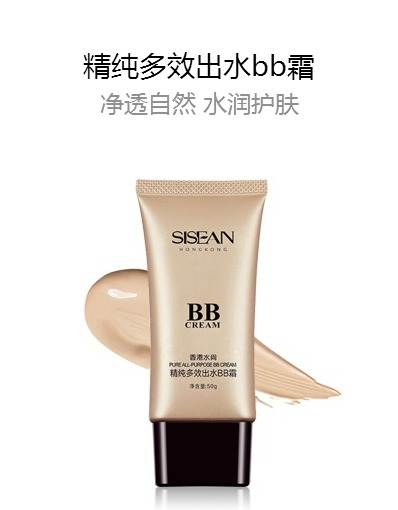 精纯多效出水bb霜
净透自然 水润护肤
SISEAN
HONGKONG
BB
CREAM
香港水尚
PURE ALL-PURPOSE BB CREAM
精纯多效出水BB霜
净含量:50g